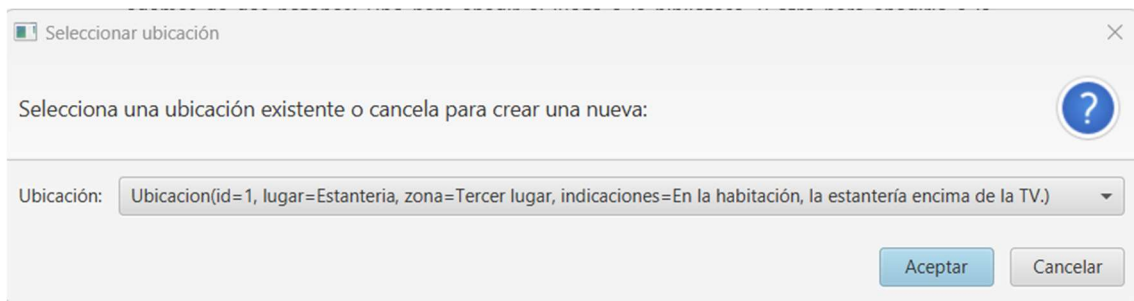 Seleccionar ubicación
Selecciona una ubicación existente o cancela para crear una nueva:
?
Ubicación: Ubicacion(id=1, lugar=Estanteria, zona=Tercer lugar, indicaciones=En la habitación, la estantería encima de la TV.)
Aceptar Cancelar